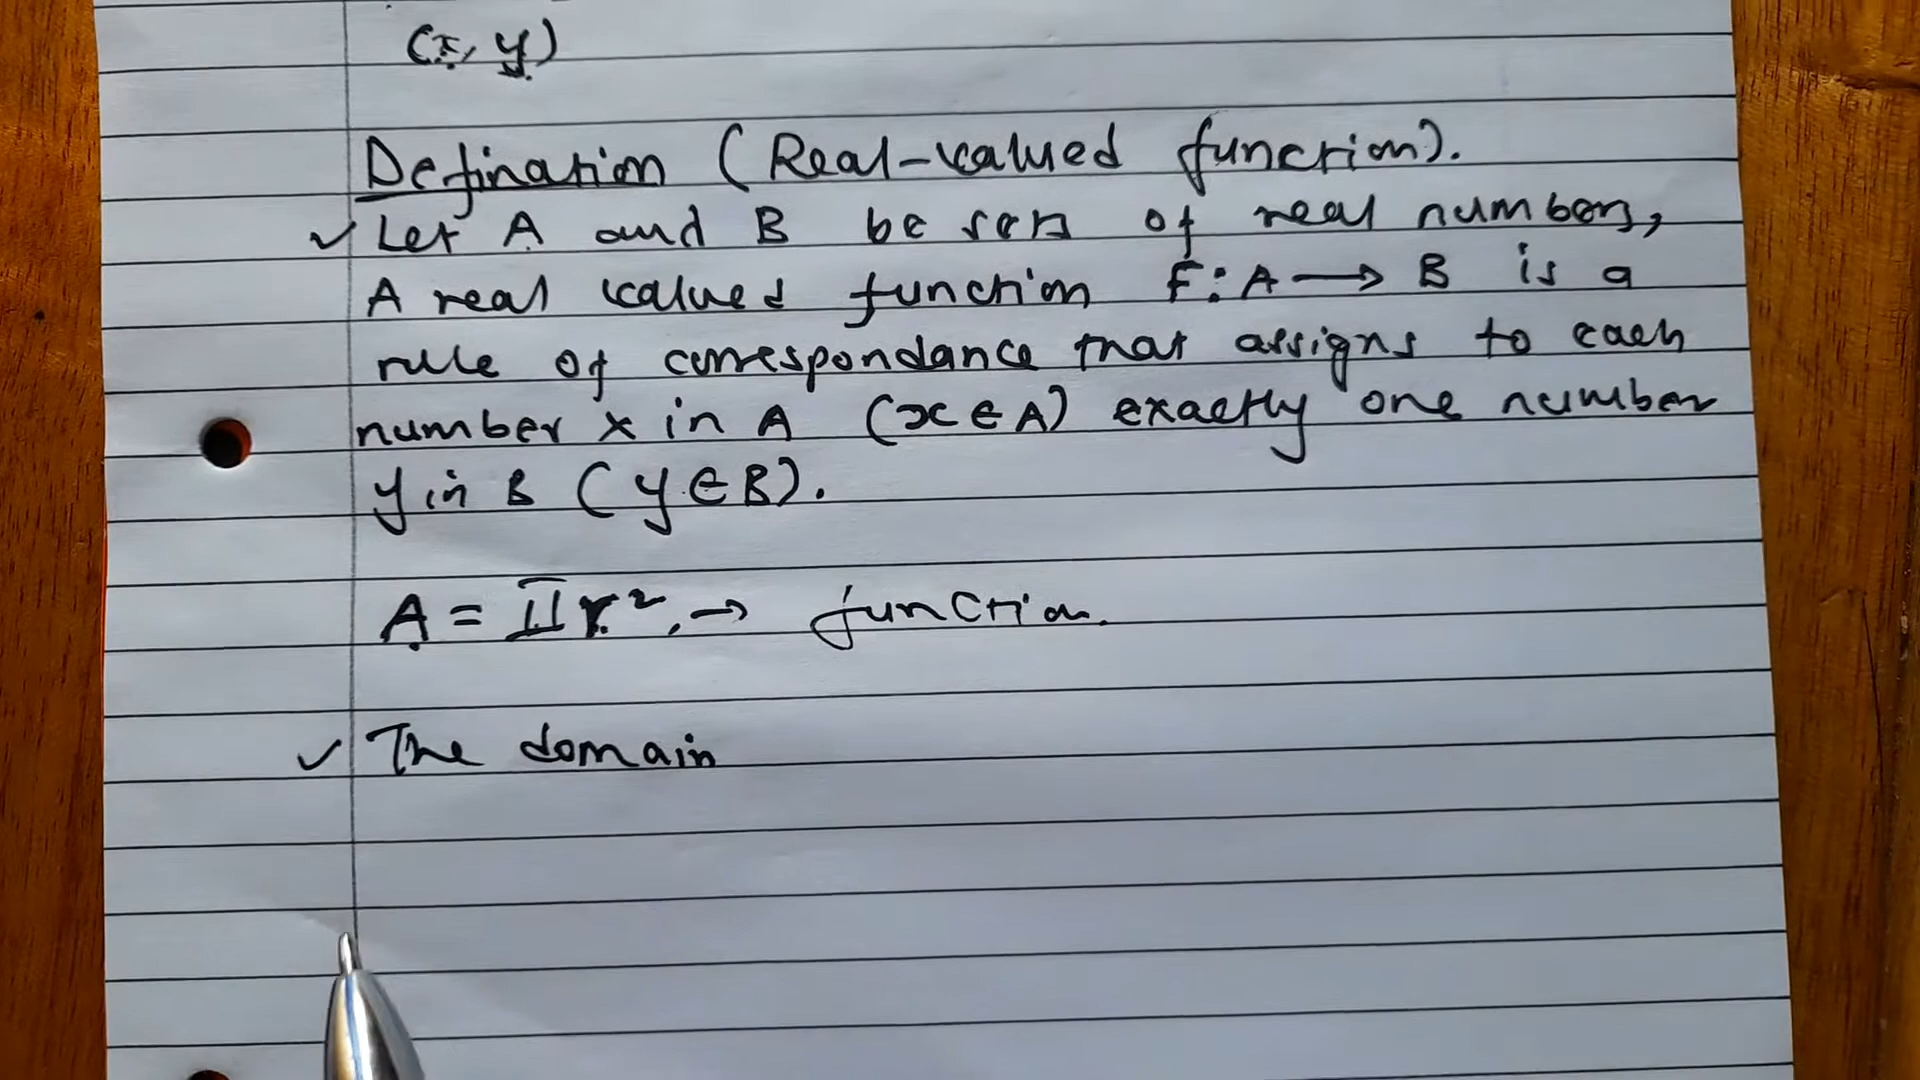 (x, y)
Defination (Real-valued function).
✓ Let A and B be sets of real numbers,
A real valued function F: A → B is a
rule of correspondance that assigns to each
number x in A (x ∈ A) exactly one number
y in B (y ∈ B).
A = πr², → function.
✓ The domain